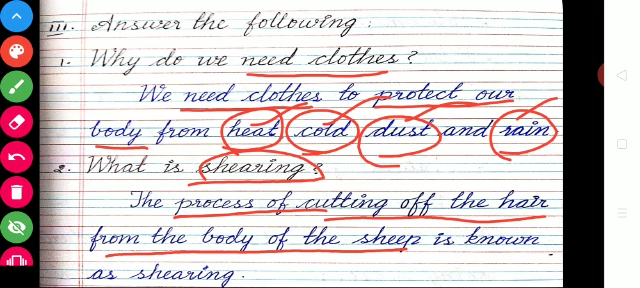 III. Answer the following :
1. Why do we need clothes?
We need clothes to protect our
body from heat cold dust and rain
2. What is shearing?
The process of cutting off the hair
from the body of the sheep is known
as shearing.